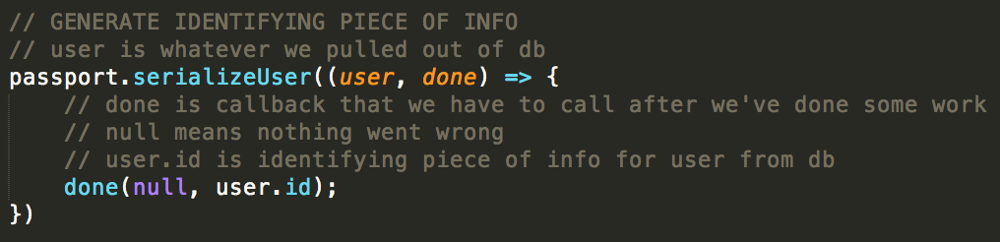 // GENERATE IDENTIFYING PIECE OF INFO
// user is whatever we pulled out of db
passport.serializeUser((user, done) => {
    // done is callback that we have to call after we've done some work
    // null means nothing went wrong
    // user.id is identifying piece of info for user from db
    done(null, user.id);
})